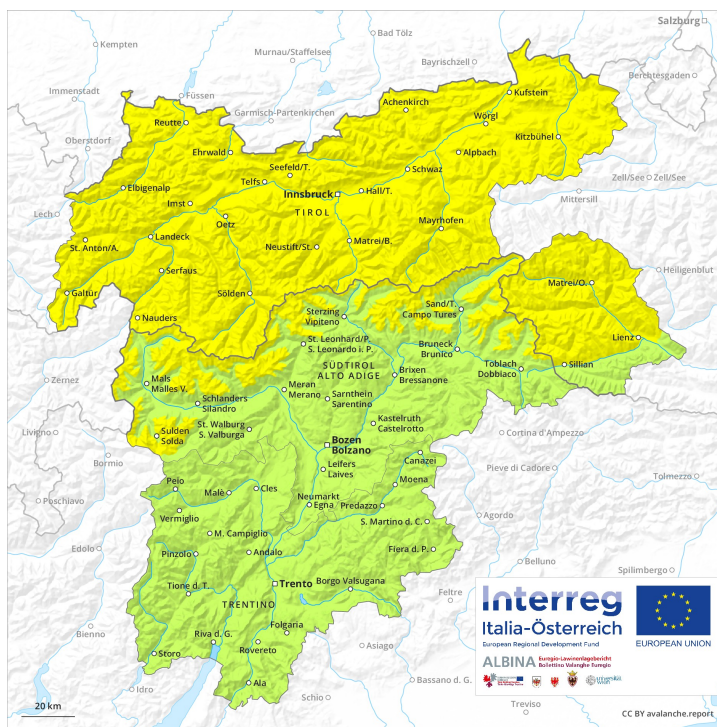 Salzburg
Kempten
Bad Tölz
Murnau/Staffelsee
Bayrischzell
Berchtesgaden
Immenstadt
Füssen
Garmisch-Partenkirchen
Achenkirch
Kufstein
Reutte
Wörgl
Oberstdorf
Kitzbühel
Ehrwald
Seefeld/T.
Alpbach
Schwaz
Telfs
Zell/See
Zell/See
Elbigenalp
Innsbruck
Hall/T.
Mittersill
Imst
Lech
TIROL
Oetz
Mayrhofen
St. Anton/A.
Landeck
Neustift/St.
Matrei/B.
Serfaus
Heiligenblut
Galtür
Sölden
Matrei/O.
Nauders
Sterzing
Vipiteno
Sand/T.
Campo Tures
St. Leonhard/P.
S. Leonardo i. P.
Bruneck
Brunico
Lienz
Zernez
Mals
Malles V.
SÜDTIROL
ALTO ADIGE
Brixen
Bressanone
Toblach
Dobbiaco
Sillian
Meran
Merano
Schlanders
Silandro
Sarnthein
Sarentino
Livigno
St. Walburg
S. Valburga
Kastelruth
Castelrotto
Cortina d'Ampezzo
Sulden
Solda
Bozen
Bolzano
Bormio
Canazei
Pieve di Cadore
Leifers
Laives
Tolmezzo
Poschiavo
Peio
Malè
Cles
Moena
Neumarkt
Egna
Predazzo
Vermiglio
Agordo
S. Martino d. C.
M. Campiglio
Edolo
Pinzolo
Andalo
Fiera d. P.
Belluno
Spilimbergo
Tione d. T.
Trento
Borgo Valsugana
Feltre
TRENTINO
Bienno
Folgaria
Riva d. G.
Rovereto
Asiago
Storo
Idro
Ala
Schio
Bassano d. G.
Treviso
20 km
Interreg
Italia-Österreich
European Regional Development Fund
EUROPEAN UNION
ALBINA Euregio-Lawinenlagebericht
Bollettino Valanghe Euregio
universität
wien
CC BY avalanche.report